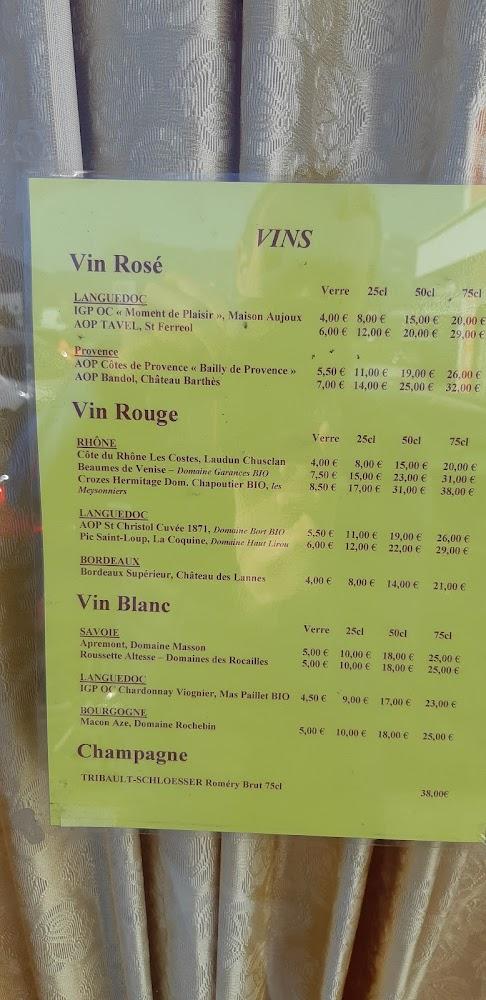 VINS
Vin Rosé
Verre 25cl 50cl 75cl
LANGUEDOC
IGP OC « Moment de Plaisir », Maison Aujoux 4,00 € 8,00 € 15,00 € 20,00 €
AOP TAVEL, St Ferreol 6,00 € 12,00 € 20,00 € 29,00 €
Provence
AOP Côtes de Provence « Bailly de Provence » 5,50 € 11,00 € 19,00 € 26,00 €
AOP Bandol, Château Barthès 7,00 € 14,00 € 25,00 € 32,00 €
Vin Rouge
Verre 25cl 50cl 75cl
RHÔNE
Côte du Rhône Les Costes, Laudun Chusclan 4,00 € 8,00 € 15,00 € 20,00 €
Beaumes de Venise – Domaine Garances BIO 7,50 € 15,00 € 23,00 € 31,00 €
Crozes Hermitage Dom. Chapoutier BIO, les 8,50 € 17,00 € 31,00 € 38,00 €
Meysonniers
LANGUEDOC
AOP St Christol Cuvée 1871, Domaine Bort BIO 5,50 € 11,00 € 19,00 € 26,00 €
Pic Saint-Loup, La Coquine, Domaine Haut Lirou 6,00 € 12,00 € 22,00 € 29,00 €
BORDEAUX
Bordeaux Supérieur, Château des Lannes 4,00 € 8,00 € 14,00 € 21,00 €
Vin Blanc
Verre 25cl 50cl 75cl
SAVOIE
Apremont, Domaine Masson 5,00 € 10,00 € 18,00 € 25,00 €
Roussette Altesse – Domaines des Rocailles 5,00 € 10,00 € 18,00 € 25,00 €
LANGUEDOC
IGP OC Chardonnay Viognier, Mas Paillet BIO 4,50 € 9,00 € 17,00 € 23,00 €
BOURGOGNE
Macon Aze, Domaine Rochebin 5,00 € 10,00 € 18,00 € 25,00 €
Champagne
TRIBAULT-SCHLOESSER Roméry Brut 75cl 38,00€